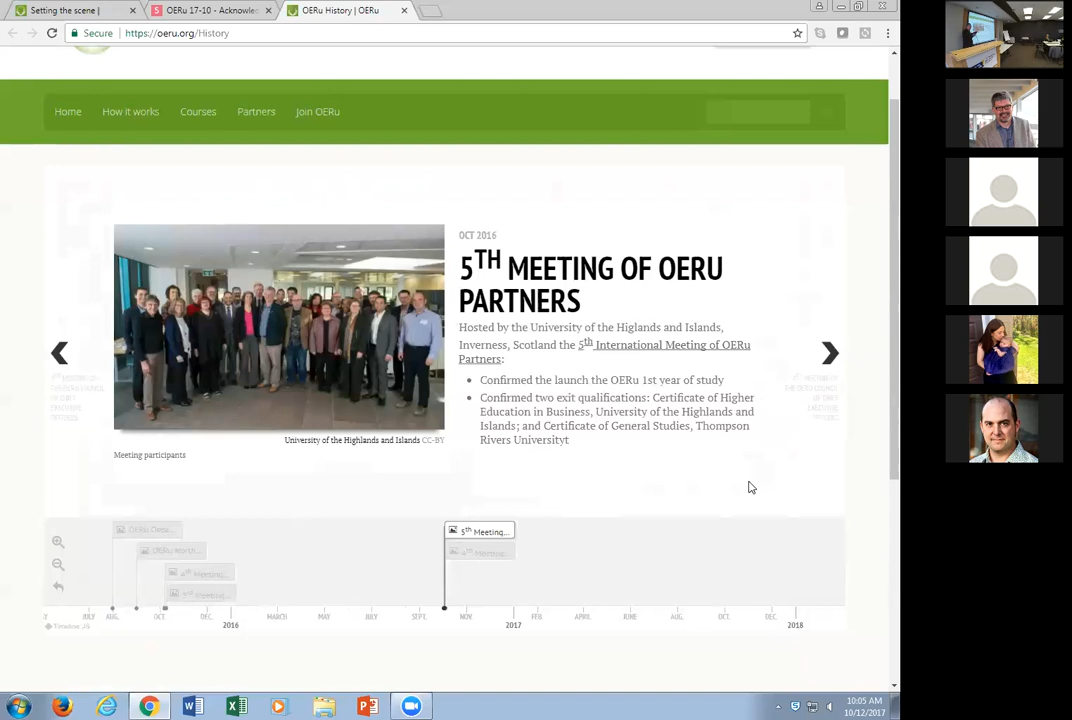 Setting the scene |
OERu 17-10 - Acknowle
OERu History | OERu
Secure
https://oeru.org/History
Home
How it works
Courses
Partners
Join OERu
OCT 2016
5TH MEETING OF OERU
PARTNERS
Hosted by the University of the Higlands and Islands,
Inverness, Scotland the 5th International Meeting of OERu
Partners:
Confirmed the launch the OERu 1st year of study
Confirmed two exit qualifications: Certificate of Higher
Education in Business, University of the Highlands and
Islands; and Certificate of General Studies, Thompson
Rivers Universityt
University of the Highlands and Islands CC-BY
Meeting participants
5th Meeting...
4th Meeting...
JULY
AUG.
OCT.
DEC.
2016
MARCH
MAY
JULY
SEPT.
NOV.
2017
FEB.
APRIL
JUNE
AUG.
OCT.
DEC.
2018
Timeline JS
10:05 AM
10/12/2017